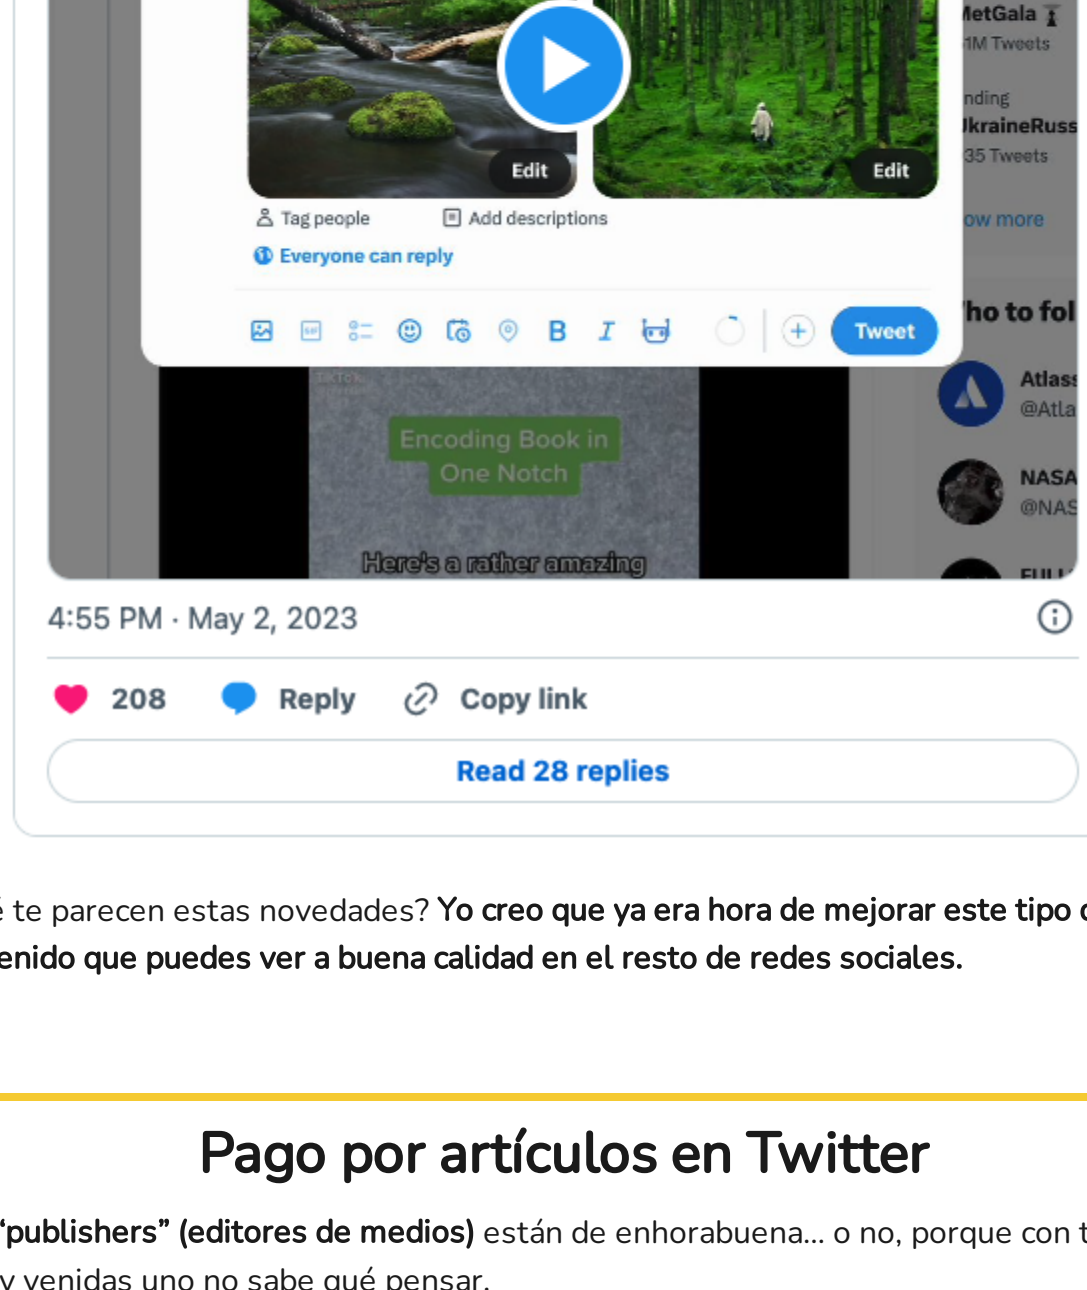 MetGala
1M Tweets
nding
UkraineRuss
35 Tweets
ow more
Edit
Edit
Tag people
Add descriptions
Everyone can reply
B I
Tweet
ho to fol
Atlass
@Atla
TikTok
Encoding Book in
One Notch
NASA
@NAS
Here's a rather amazing
4:55 PM · May 2, 2023
208 Reply Copy link
Read 28 replies
é te parecen estas novedades? Yo creo que ya era hora de mejorar este tipo
enido que puedes ver a buena calidad en el resto de redes sociales.
Pago por artículos en Twitter
“publishers” (editores de medios) están de enhorabuena... o no, porque con t
y venidas uno no sabe qué pensar.